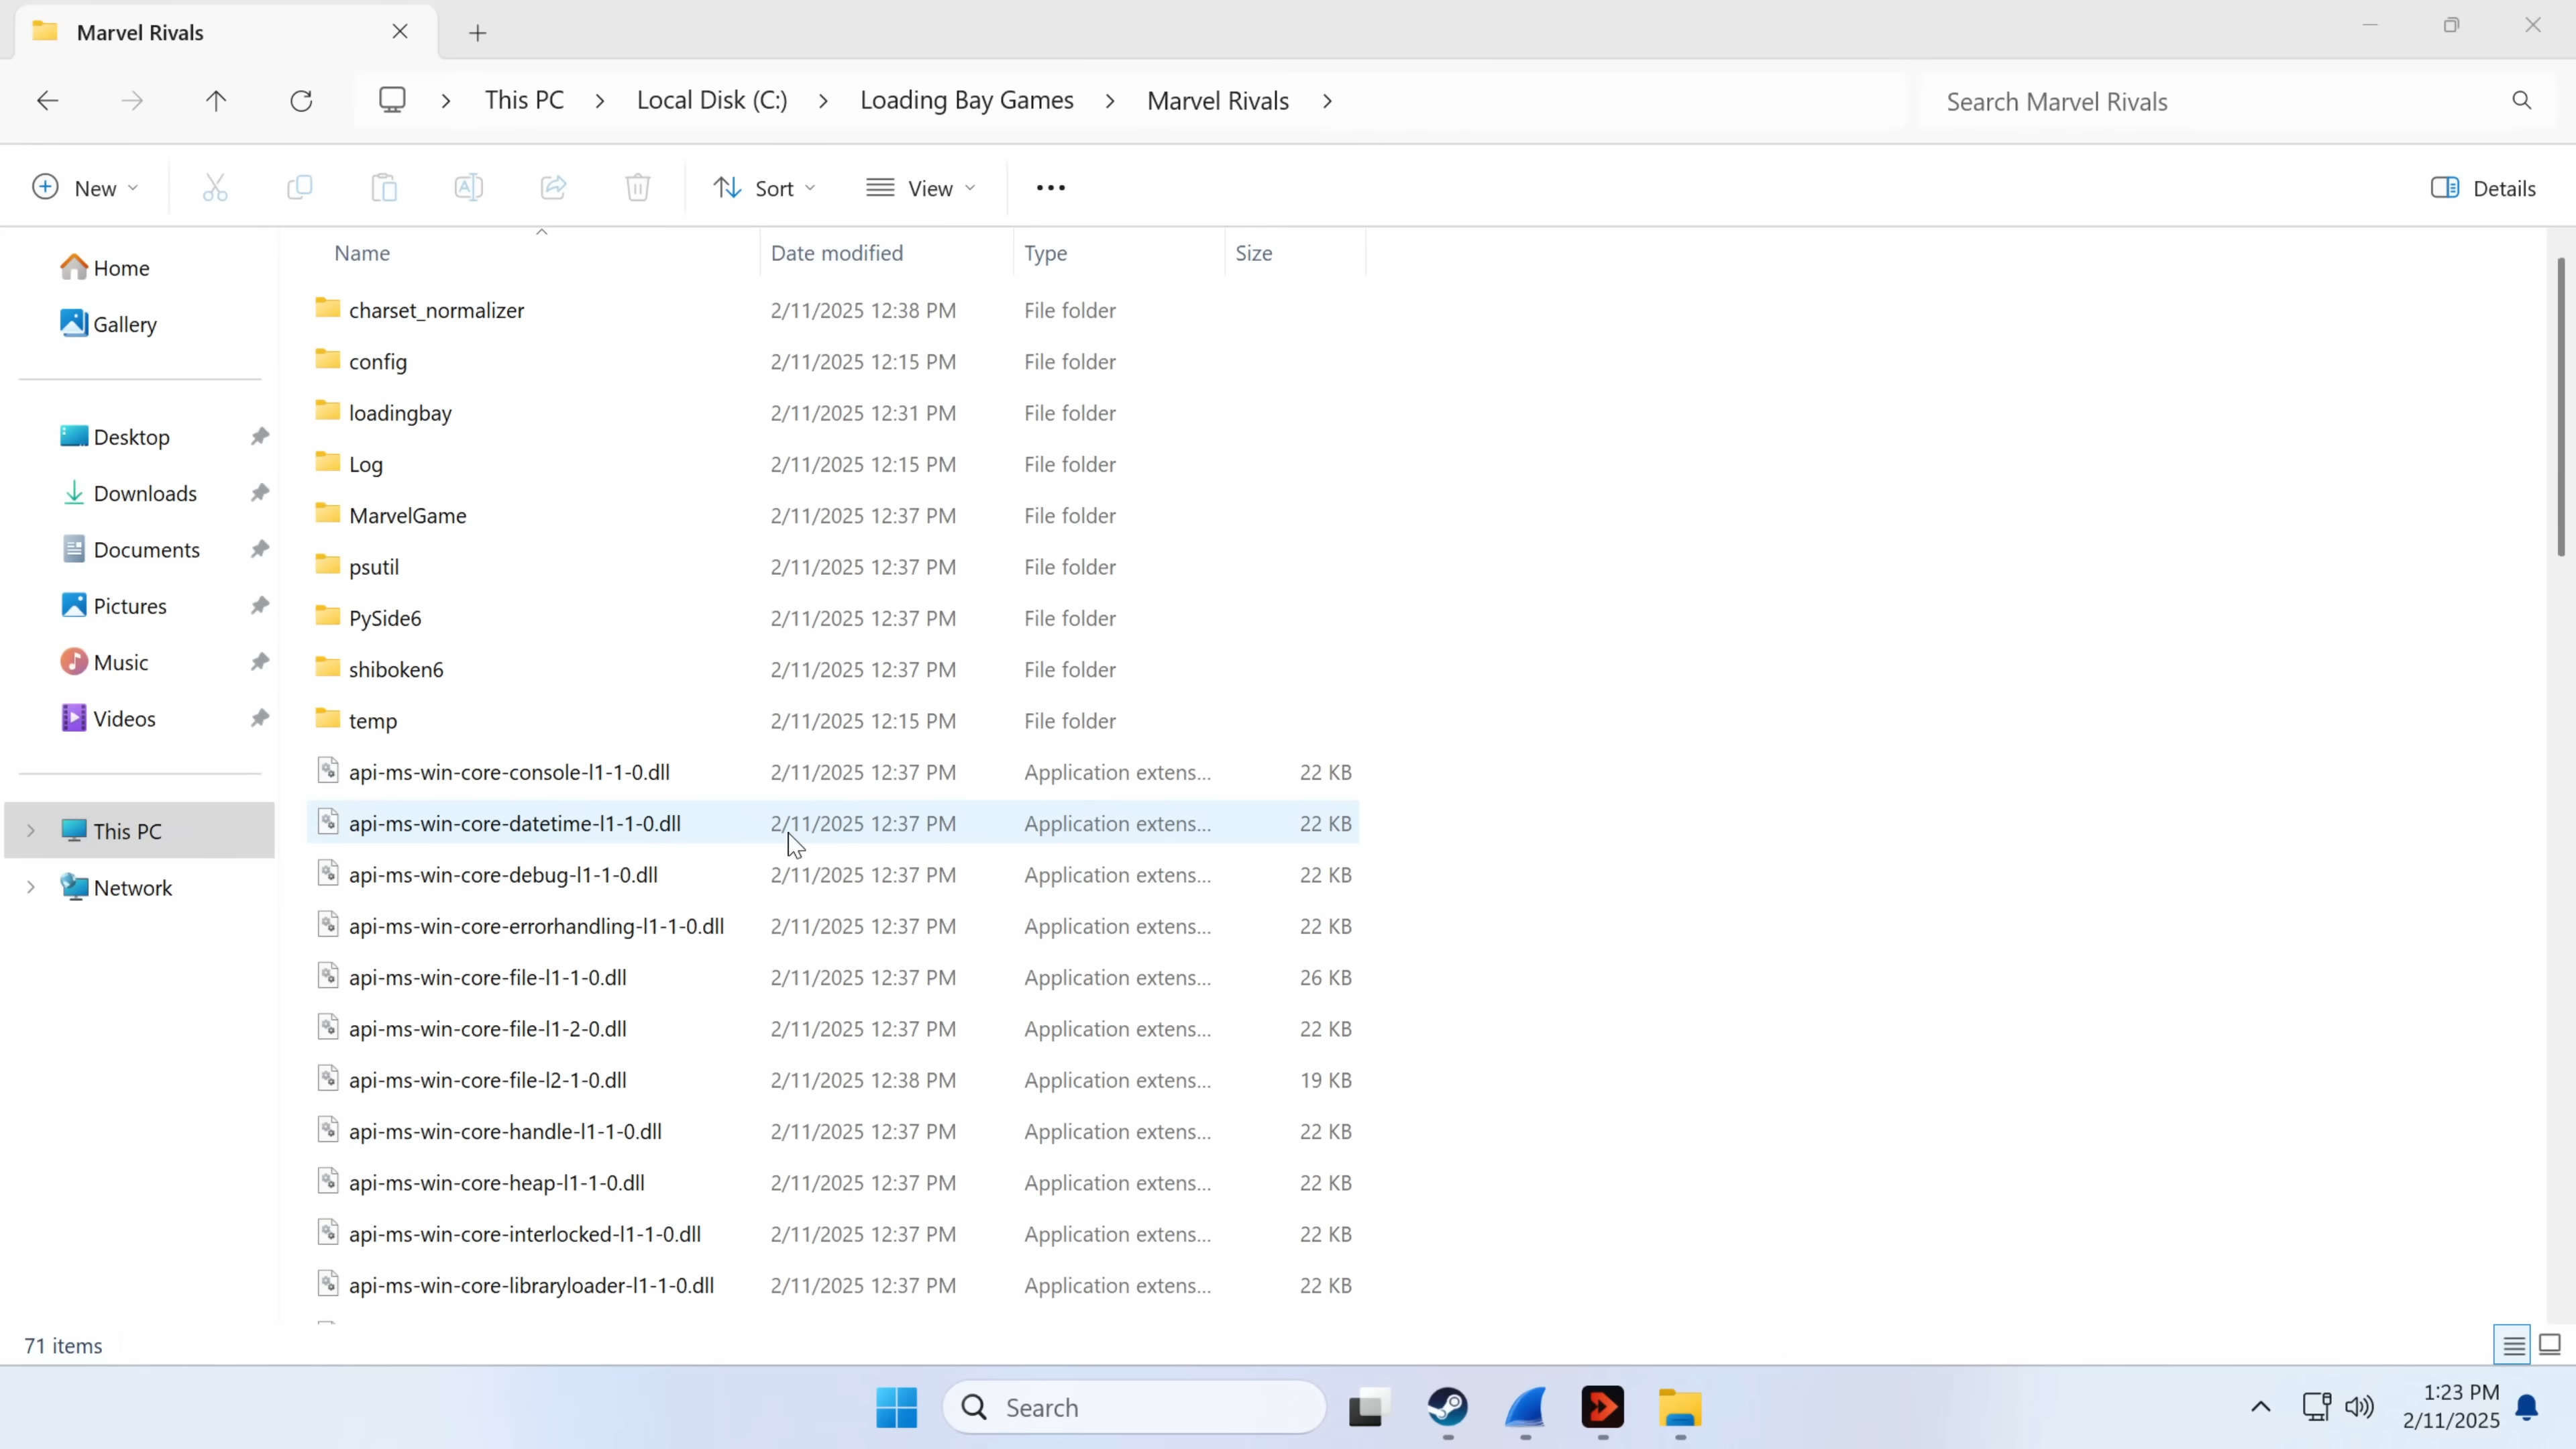 Marvel Rivals
This PC Local Disk (C:) Loading Bay Games Marvel Rivals
Search Marvel Rivals
New Sort View Details
Name Date modified Type Size
Home
Gallery
Desktop
Downloads
Documents
Pictures
Music
Videos
This PC
Network
charset_normalizer 2/11/2025 12:38 PM File folder
config 2/11/2025 12:15 PM File folder
loadingbay 2/11/2025 12:31 PM File folder
Log 2/11/2025 12:15 PM File folder
MarvelGame 2/11/2025 12:37 PM File folder
psutil 2/11/2025 12:37 PM File folder
PySide6 2/11/2025 12:37 PM File folder
shiboken6 2/11/2025 12:37 PM File folder
temp 2/11/2025 12:15 PM File folder
api-ms-win-core-console-l1-1-0.dll 2/11/2025 12:37 PM Application extens... 22 KB
api-ms-win-core-datetime-l1-1-0.dll 2/11/2025 12:37 PM Application extens... 22 KB
api-ms-win-core-debug-l1-1-0.dll 2/11/2025 12:37 PM Application extens... 22 KB
api-ms-win-core-errorhandling-l1-1-0.dll 2/11/2025 12:37 PM Application extens... 22 KB
api-ms-win-core-file-l1-1-0.dll 2/11/2025 12:37 PM Application extens... 26 KB
api-ms-win-core-file-l1-2-0.dll 2/11/2025 12:37 PM Application extens... 22 KB
api-ms-win-core-file-l2-1-0.dll 2/11/2025 12:38 PM Application extens... 19 KB
api-ms-win-core-handle-l1-1-0.dll 2/11/2025 12:37 PM Application extens... 22 KB
api-ms-win-core-heap-l1-1-0.dll 2/11/2025 12:37 PM Application extens... 22 KB
api-ms-win-core-interlocked-l1-1-0.dll 2/11/2025 12:37 PM Application extens... 22 KB
api-ms-win-core-libraryloader-l1-1-0.dll 2/11/2025 12:37 PM Application extens... 22 KB
71 items
Search
1:23 PM
2/11/2025